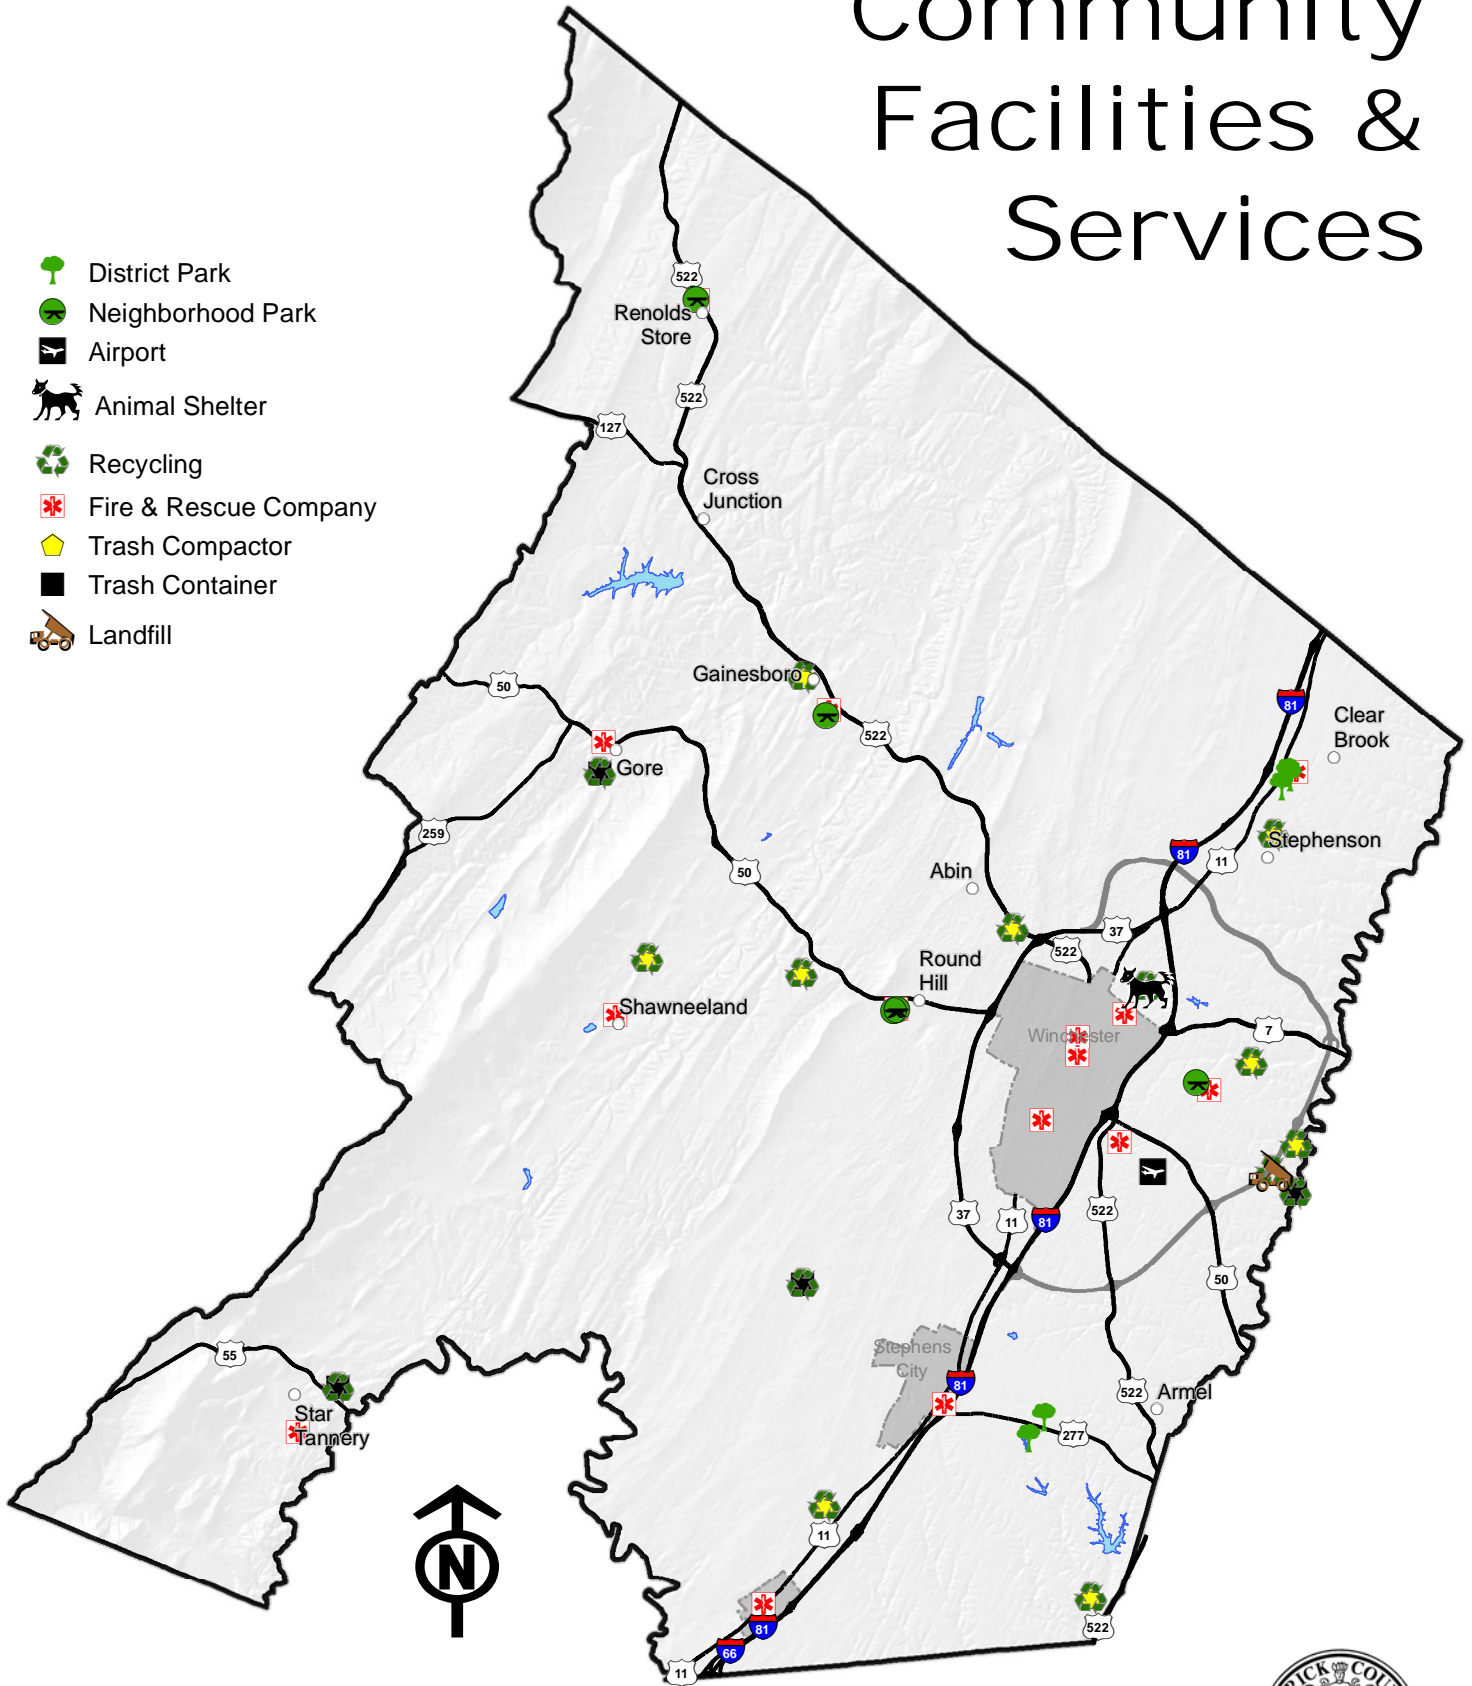 Community
Facilities &
Services
District Park
Neighborhood Park
Airport
Animal Shelter
Recycling
Fire & Rescue Company
Trash Compactor
Trash Container
Landfill
522
Renolds
Store
522
127
Cross
Junction
50
Gainesboro
81
522
Clear
Brook
Gore
259
Stephenson
81
11
50
Abin
37
522
Round
Hill
Shawneeland
Winchester
7
37
11
81
522
50
Stephens
City
55
81
522
Armel
Star
Tannery
277
N
11
81
522
66
11
RICK COU